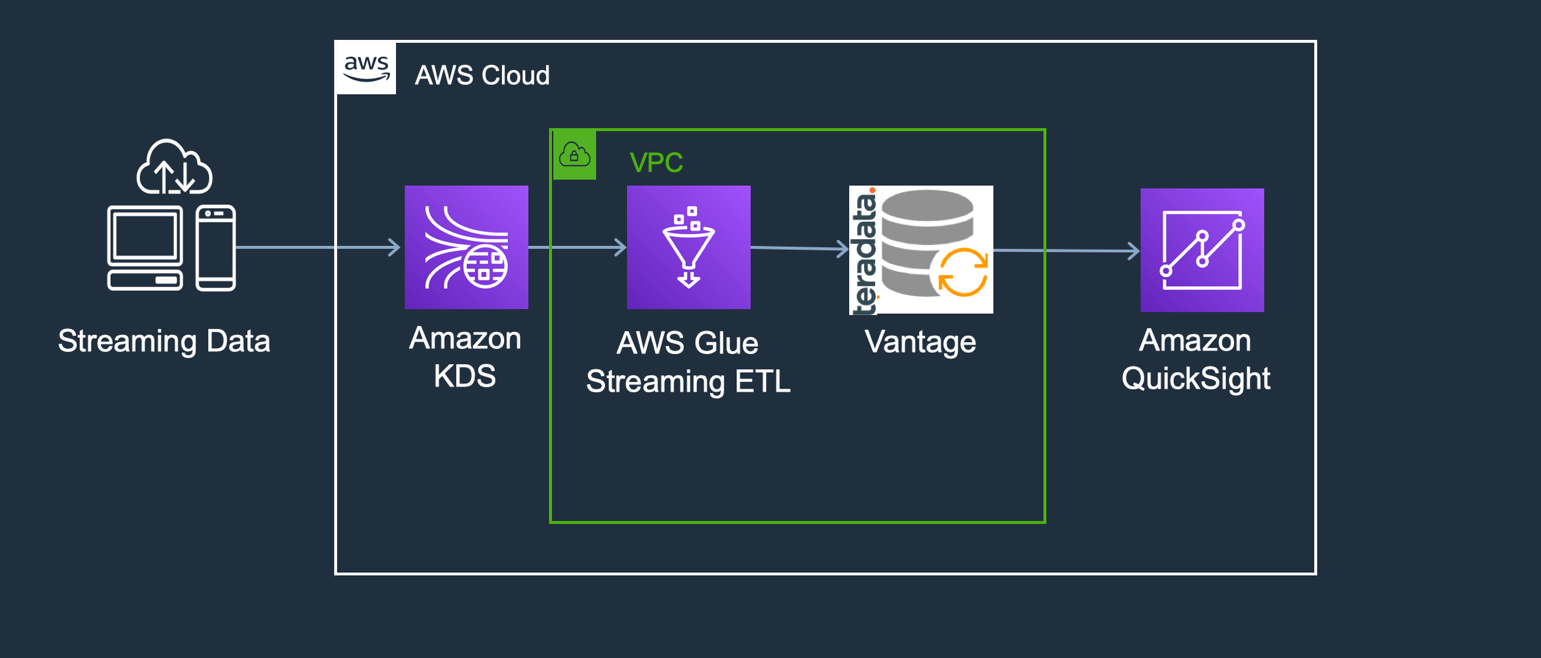 aws
AWS Cloud
VPC
teradata.
Streaming Data
Amazon
KDS
AWS Glue
Streaming ETL
Vantage
Amazon
QuickSight